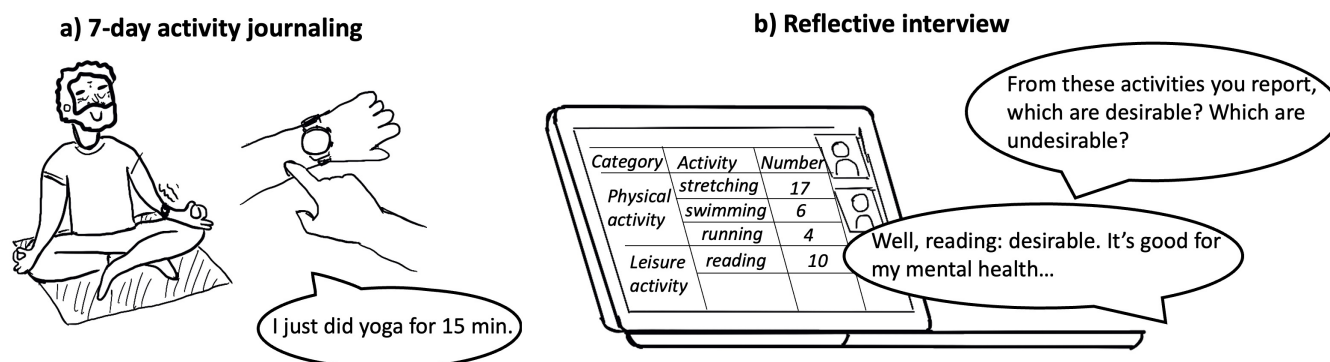 a) 7-day activity journaling
I just did yoga for 15 min.
b) Reflective interview
From these activities you report,
which are desirable? Which are
undesirable?
Category Activity Number
Physical
activity
stretching 17
swimming 6
running 4
Leisure
activity
reading 10
Well, reading: desirable. It’s good for
my mental health…